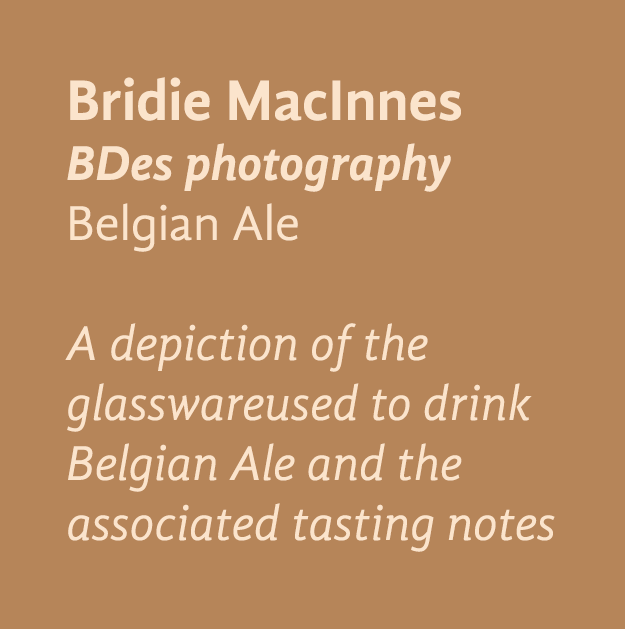 Bridie MacInnes
BDes photography
Belgian Ale
A depiction of the
glasswareused to drink
Belgian Ale and the
associated tasting notes